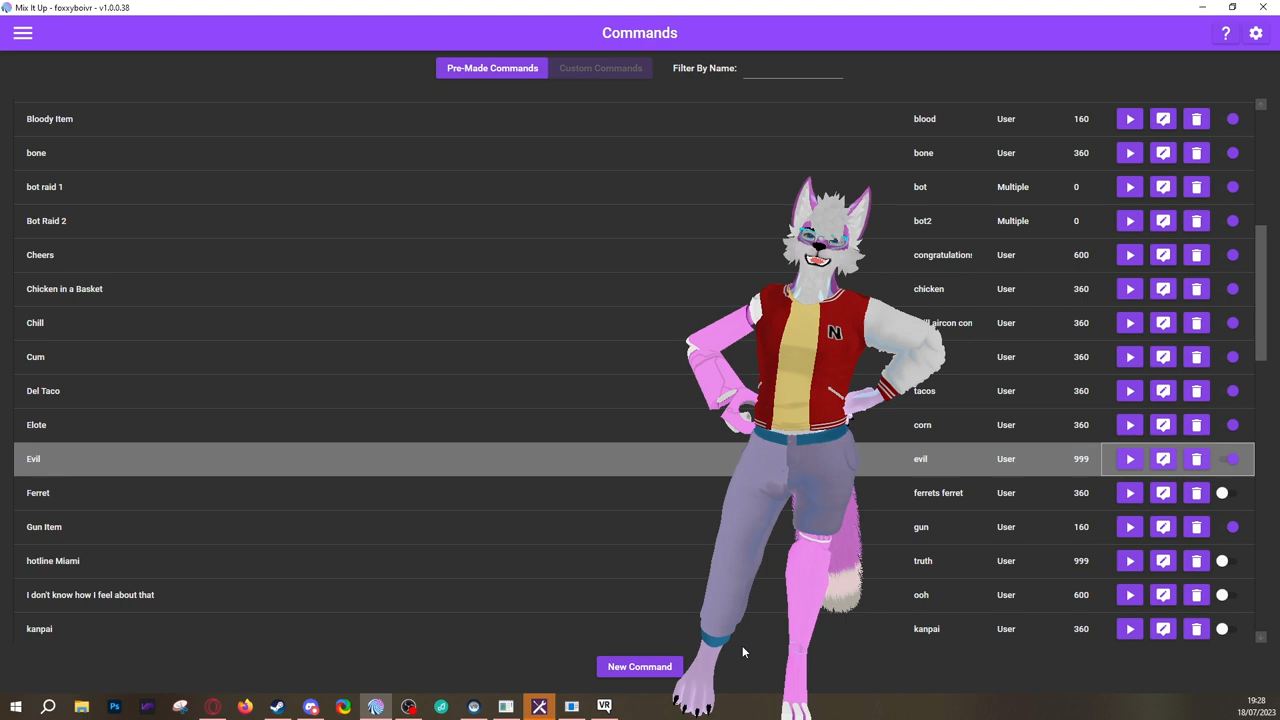 Mix It Up - foxxyboivr - v1.0.0.38
Commands
?
Pre-Made Commands Custom Commands Filter By Name:
Bloody Item blood User 160
bone bone User 360
bot raid 1 bot Multiple 0
Bot Raid 2 bot2 Multiple 0
Cheers congratulations User 600
Chicken in a Basket chicken User 360
Chill aircon User 360
Cum User 360
Del Taco tacos User 360
Elote corn User 360
Evil evil User 999
Ferret ferrets ferret User 360
Gun Item gun User 160
hotline Miami truth User 999
I don't know how I feel about that ooh User 600
kanpai kanpai User 360
N
New Command
Ps
VR
19:28
18/07/2023